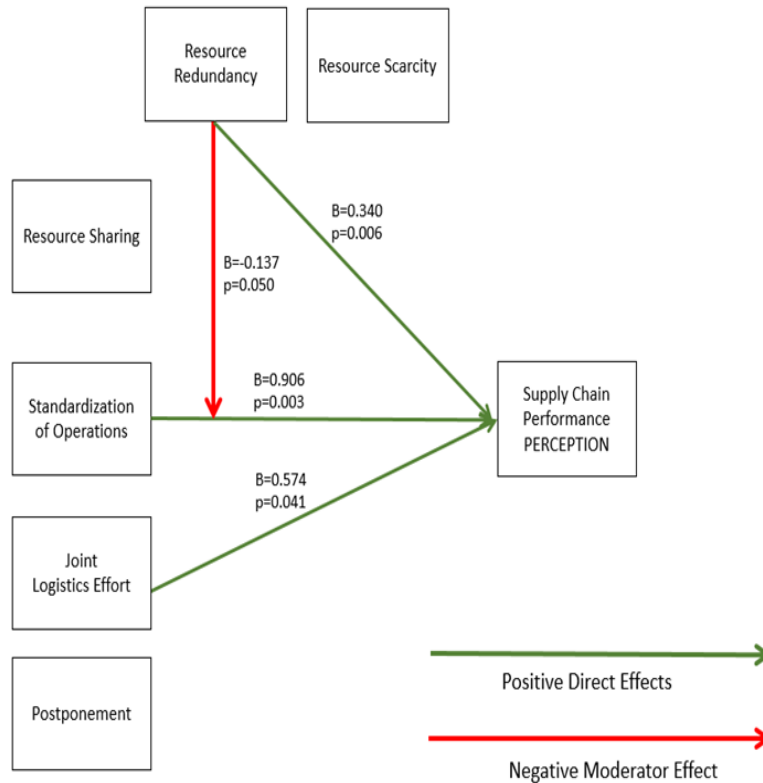 Resource
Redundancy
Resource Scarcity
Resource Sharing
B=0.340
p=0.006
B=-0.137
p=0.050
Standardization
of Operations
B=0.906
p=0.003
Supply Chain
Performance
PERCEPTION
B=0.574
p=0.041
Joint
Logistics Effort
Postponement
Positive Direct Effects
Negative Moderator Effect